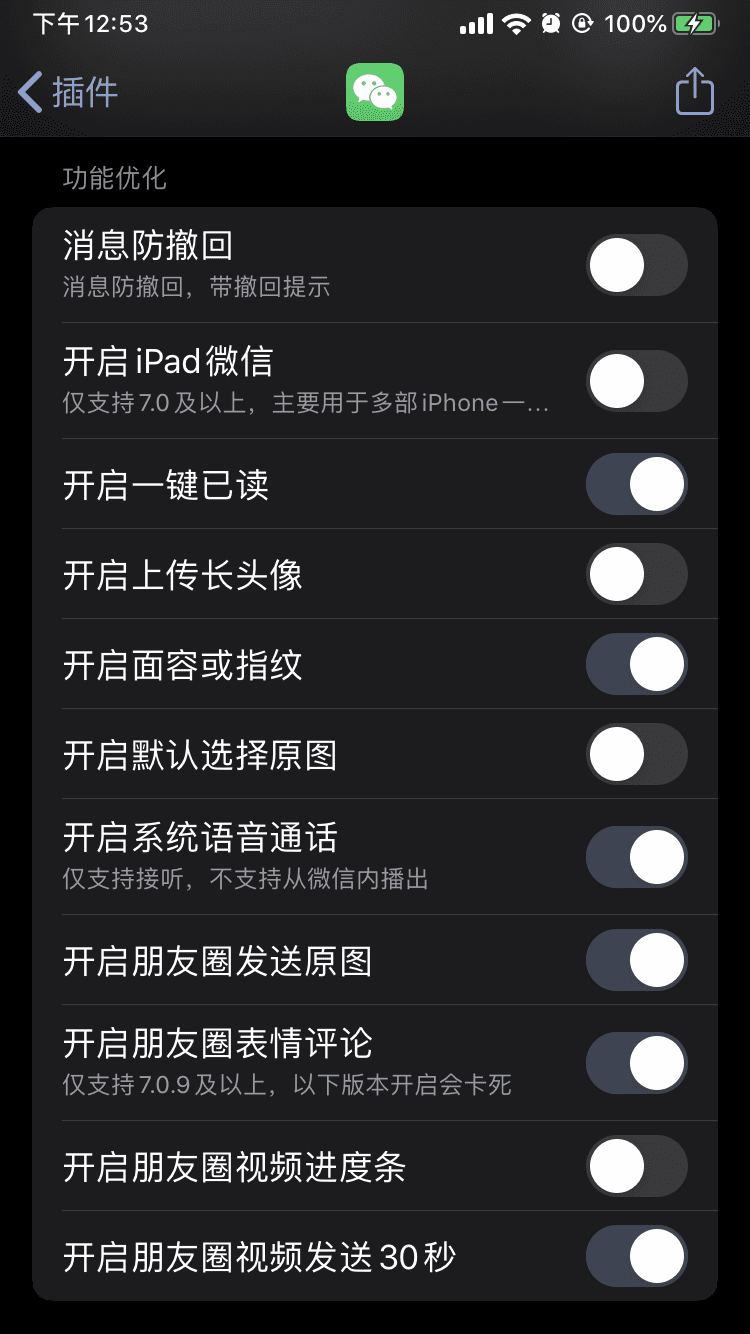 下午12:53
100%
插件
功能优化
消息防撤回
消息防撤回，带撤回提示
开启iPad微信
仅支持7.0及以上，主要用于多部iPhone一...
开启一键已读
开启上传长头像
开启面容或指纹
开启默认选择原图
开启系统语音通话
仅支持接听，不支持从微信内播出
开启朋友圈发送原图
开启朋友圈表情评论
仅支持7.0.9及以上，以下版本开启会卡死
开启朋友圈视频进度条
开启朋友圈视频发送30秒